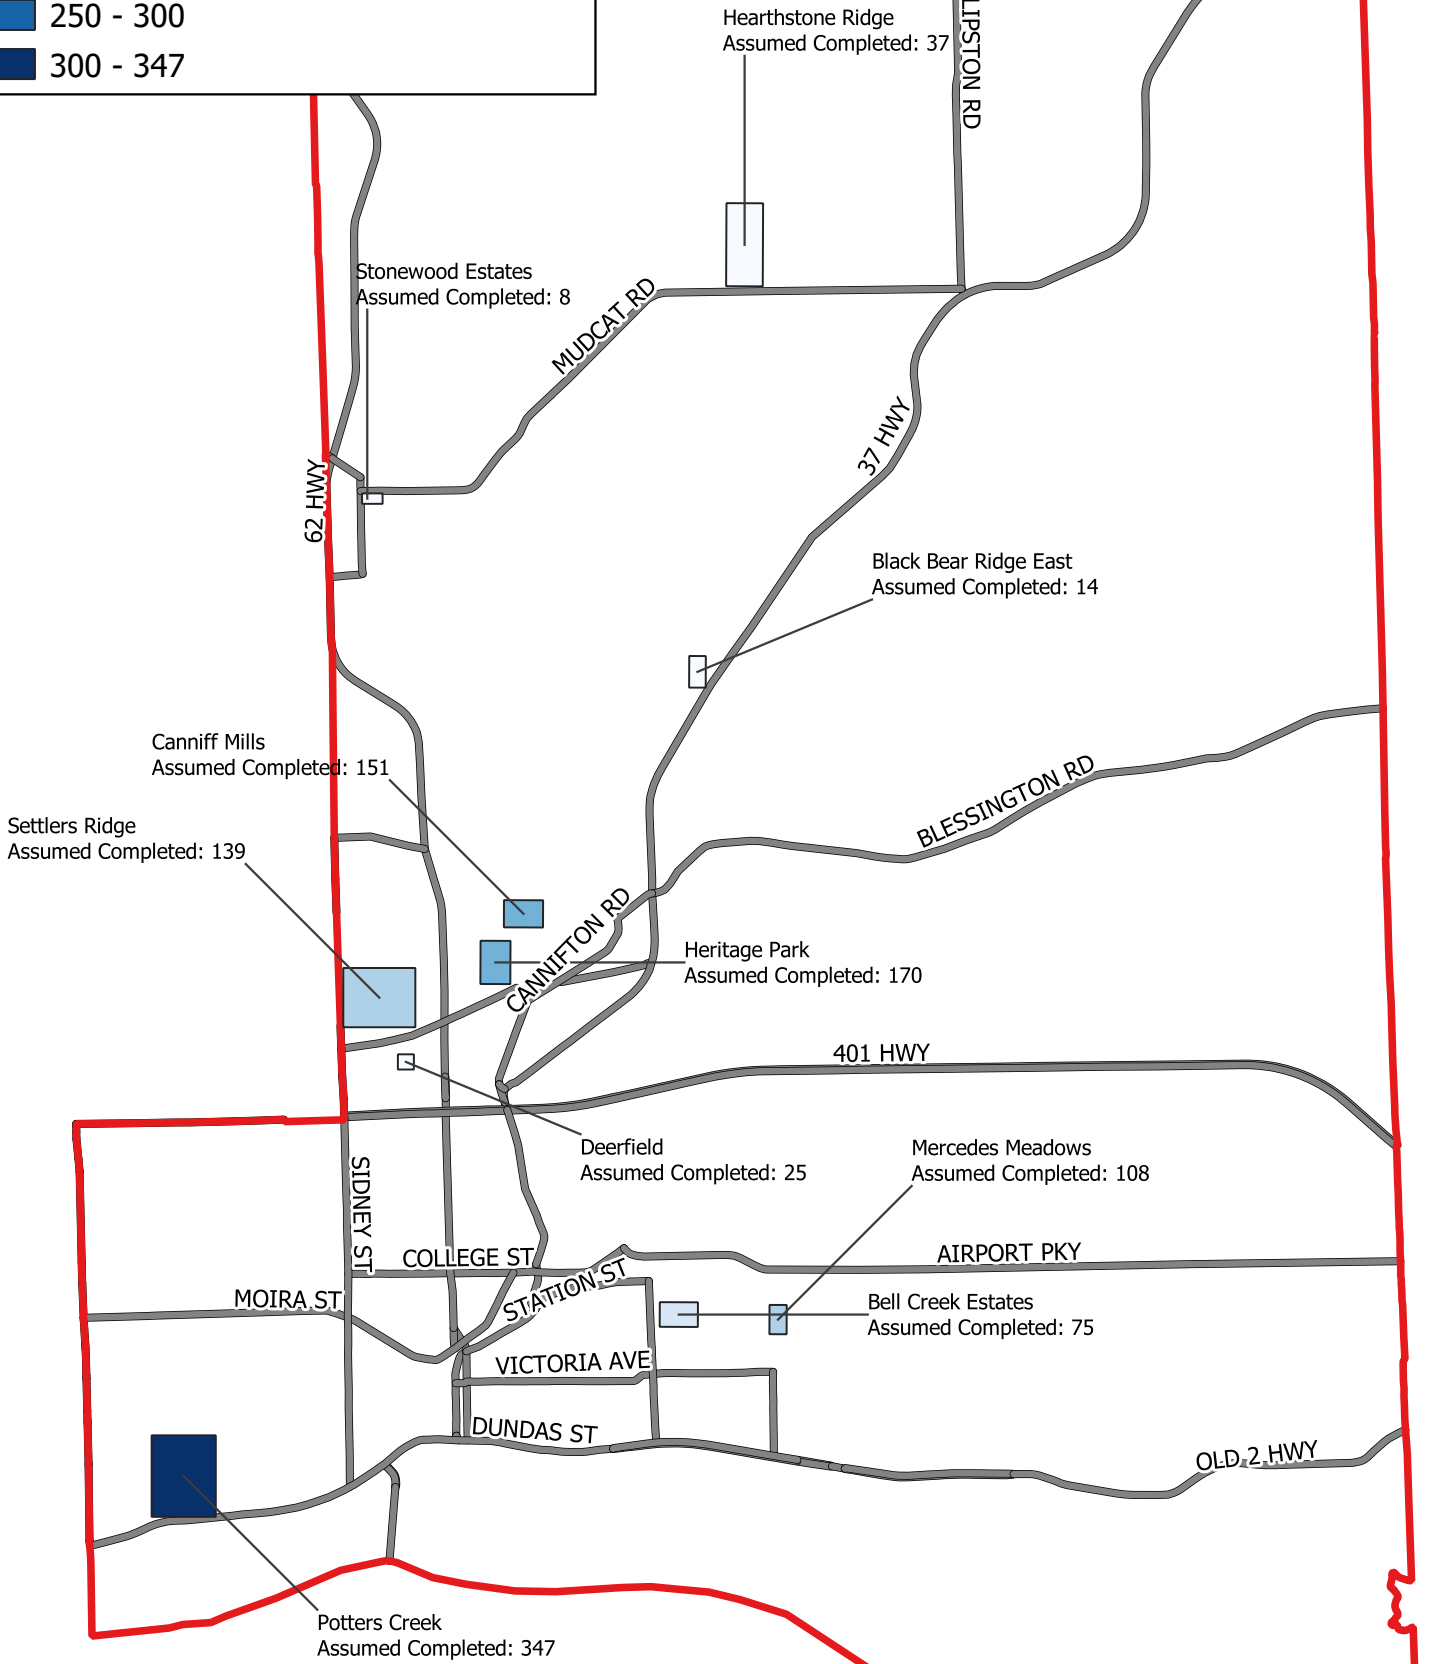 250 - 300
300 - 347
Hearthstone Ridge
Assumed Completed: 37
LIPSTON RD
Stonewood Estates
Assumed Completed: 8
MUDCAT RD
37 HWY
62 HWY
Black Bear Ridge East
Assumed Completed: 14
Canniff Mills
Assumed Completed: 151
BLESSINGTON RD
Settlers Ridge
Assumed Completed: 139
CANNIFTON RD
Heritage Park
Assumed Completed: 170
401 HWY
Deerfield
Assumed Completed: 25
Mercedes Meadows
Assumed Completed: 108
SIDNEY ST
COLLEGE ST
AIRPORT PKY
STATION ST
MOIRA ST
Bell Creek Estates
Assumed Completed: 75
VICTORIA AVE
DUNDAS ST
OLD 2 HWY
Potters Creek
Assumed Completed: 347